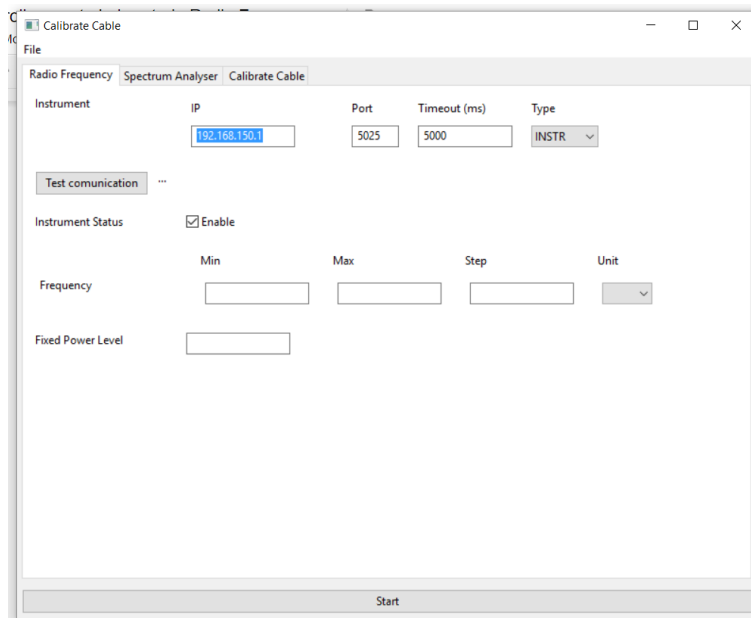 Calibrate Cable
File
Radio Frequency Spectrum Analyser Calibrate Cable
Instrument IP Port Timeout (ms) Type
192.168.150.1 5025 5000 INSTR
Test comunication ...
Instrument Status Enable
Min Max Step Unit
Frequency
Fixed Power Level
Start